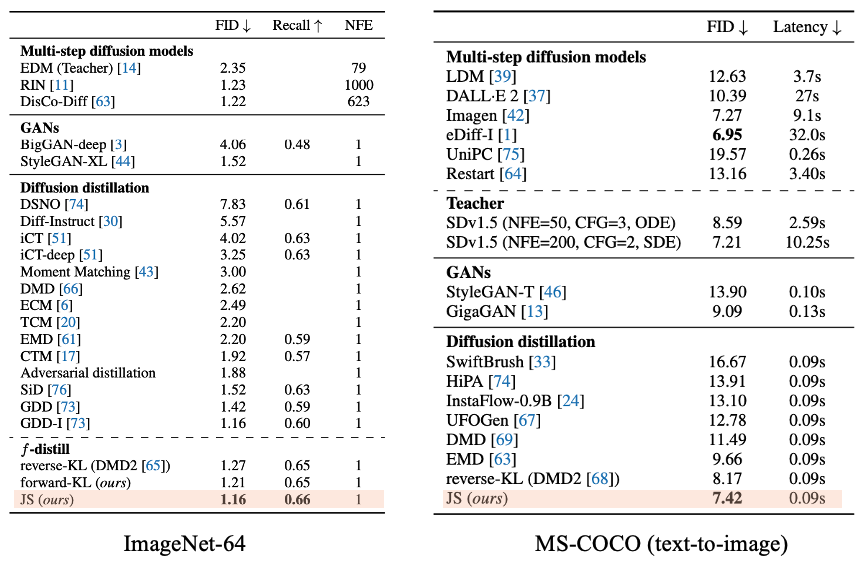 FID ↓ Recall ↑ NFE
Multi-step diffusion models
EDM (Teacher) [14] 2.35 79
RIN [11] 1.23 1000
DisCo-Diff [63] 1.22 623
GANs
BigGAN-deep [3] 4.06 0.48 1
StyleGAN-XL [44] 1.52 1
Diffusion distillation
DSNO [74] 7.83 0.61 1
Diff-Instruct [30] 5.57 1
iCT [51] 4.02 0.63 1
iCT-deep [51] 3.25 0.63 1
Moment Matching [43] 3.00 1
DMD [66] 2.62 1
ECM [6] 2.49 1
TCM [20] 2.20 1
EMD [61] 2.20 0.59 1
CTM [17] 1.92 0.57 1
Adversarial distillation 1.88 1
SiD [76] 1.52 0.63 1
GDD [73] 1.42 0.59 1
GDD-I [73] 1.16 0.60 1
f-distill
reverse-KL (DMD2 [65]) 1.27 0.65 1
forward-KL (ours) 1.21 0.65 1
JS (ours) 1.16 0.66 1
ImageNet-64
FID ↓ Latency ↓
Multi-step diffusion models
LDM [39] 12.63 3.7s
DALL·E 2 [37] 10.39 27s
Imagen [42] 7.27 9.1s
eDiff-I [1] 6.95 32.0s
UniPC [75] 19.57 0.26s
Restart [64] 13.16 3.40s
Teacher
SDv1.5 (NFE=50, CFG=3, ODE) 8.59 2.59s
SDv1.5 (NFE=200, CFG=2, SDE) 7.21 10.25s
GANs
StyleGAN-T [46] 13.90 0.10s
GigaGAN [13] 9.09 0.13s
Diffusion distillation
SwiftBrush [33] 16.67 0.09s
HiPA [74] 13.91 0.09s
InstaFlow-0.9B [24] 13.10 0.09s
UFOGen [67] 12.78 0.09s
DMD [69] 11.49 0.09s
EMD [63] 9.66 0.09s
reverse-KL (DMD2 [68]) 8.17 0.09s
JS (ours) 7.42 0.09s
MS-COCO (text-to-image)